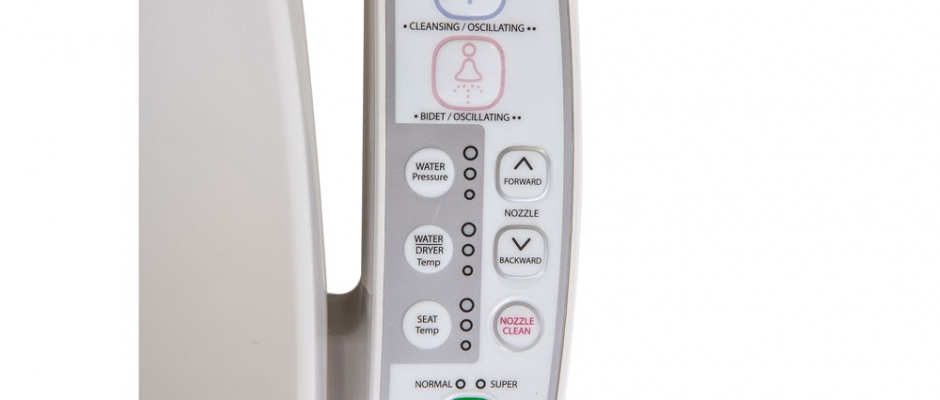 • CLEANSING / OSCILLATING ••
• BIDET / OSCILLATING ••
WATER
Pressure
FORWARD
NOZZLE
WATER
DRYER
Temp
BACKWARD
SEAT
Temp
NOZZLE
CLEAN
NORMAL
SUPER